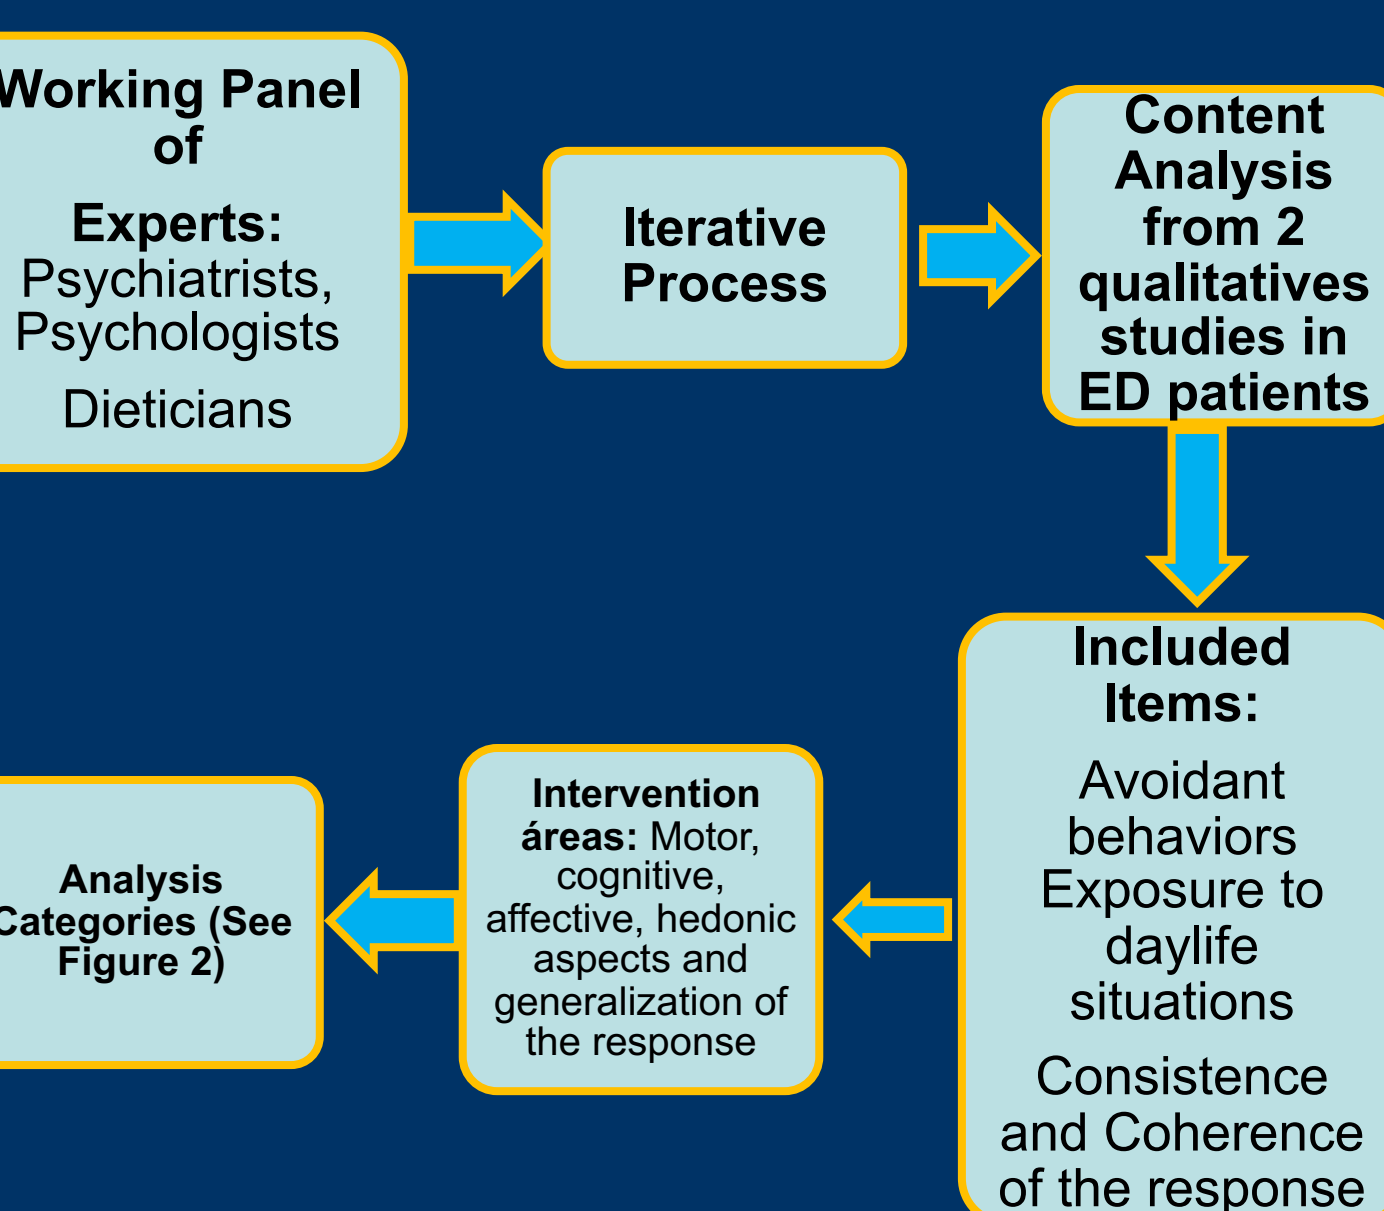 Working Panel
of
Experts:
Psychiatrists,
Psychologists
Dieticians
Iterative
Process
Content
Analysis
from 2
qualitatives
studies in
ED patients
Included
Items:
Avoidant
behaviors
Exposure to
daylife
situations
Consistence
and Coherence
of the response
Intervention
áreas: Motor,
cognitive,
affective, hedonic
aspects and
generalization of
the response
Analysis
Categories (See
Figure 2)